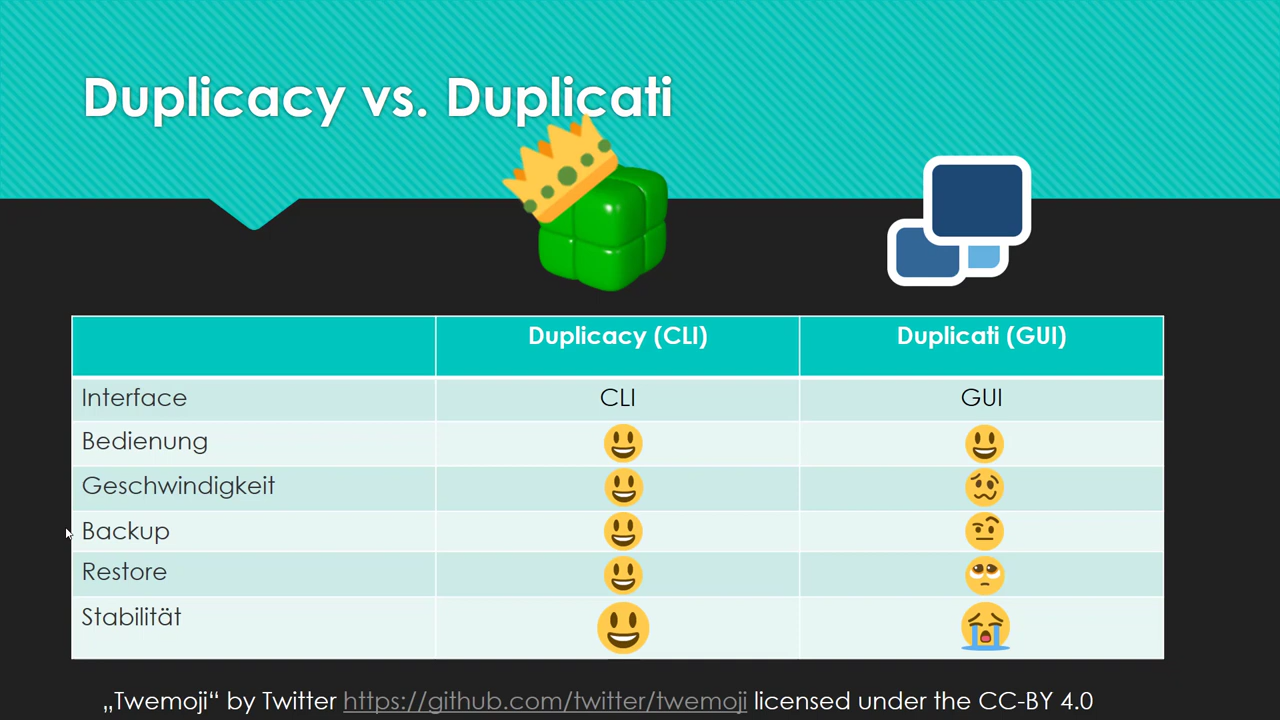 Duplicacy vs. Duplicati
Duplicacy (CLI) Duplicati (GUI)
Interface CLI GUI
Bedienung
Geschwindigkeit
Backup
Restore
Stabilität
„Twemoji“ by Twitter https://github.com/twitter/twemoji licensed under the CC-BY 4.0